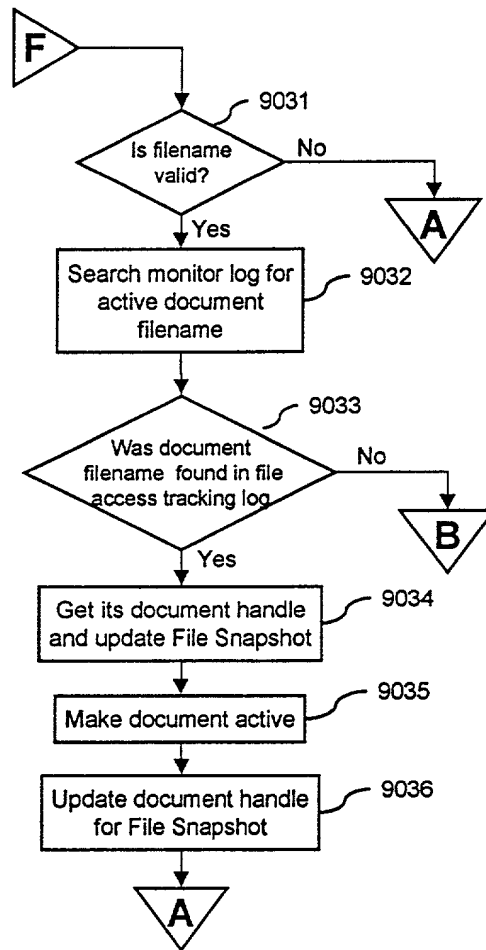 F
9031
Is filename
valid?
No
A
Yes
Search monitor log for
active document
filename
9032
9033
Was document
filename found in file
access tracking log
No
B
Yes
Get its document handle
and update File Snapshot
9034
9035
Make document active
Update document handle
for File Snapshot
9036
A